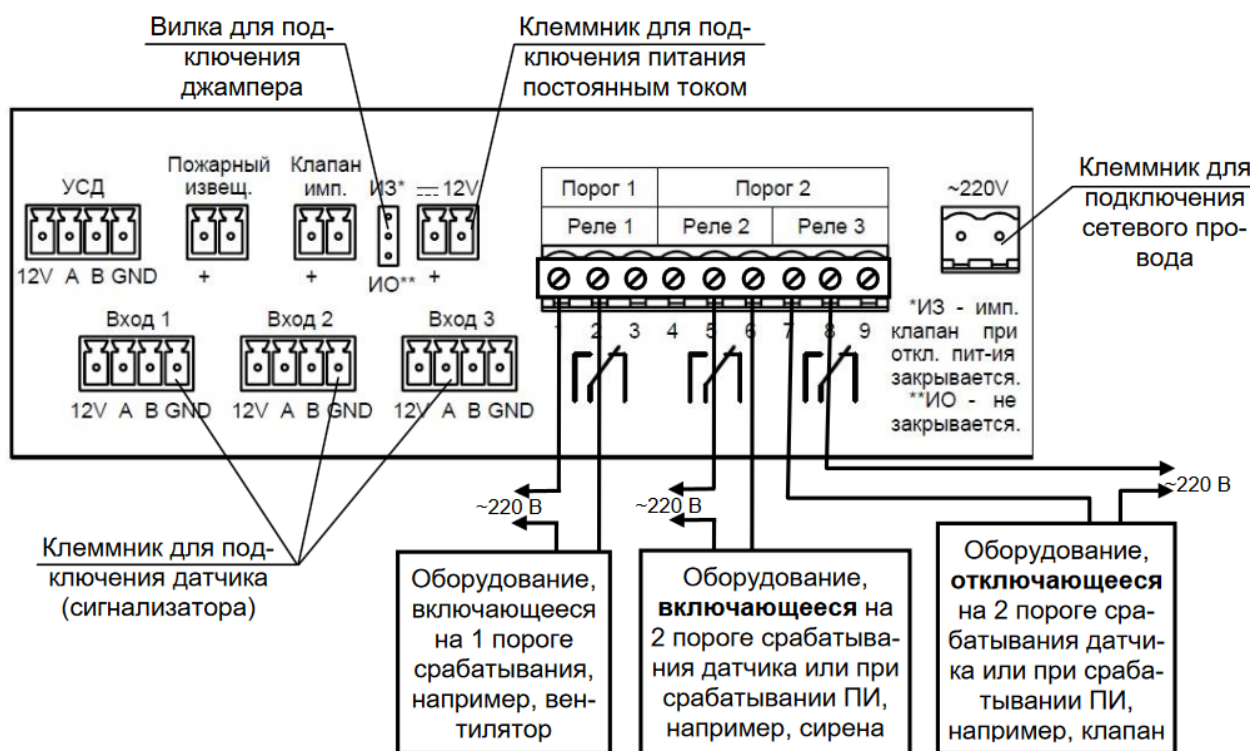 Вилка для под-
ключения
джампера
Клеммник для под-
ключения питания
постоянным током
УСД
12V A B GND
Пожарный
извещ.
+
Клапан
имп.
+
ИЗ*
ИО**
12V
+
Порог 1 Порог 2
Реле 1 Реле 2 Реле 3
1 2 3 4 5 6 7 8 9
~220V
Клеммник для
подключения
сетевого про-
вода
*ИЗ - имп.
клапан при
откл. пит-ия
закрывается.
**ИО - не
закрывается.
Вход 1
12V A B GND
Вход 2
12V A B GND
Вход 3
12V A B GND
Клеммник для под-
ключения датчика
(сигнализатора)
~220 В
~220 В
~220 В
Оборудование,
включающееся
на 1 пороге
срабатывания,
например, вен-
тилятор
Оборудование,
включающееся на
2 пороге срабатыва-
ния датчика или при
срабатывании ПИ,
например, сирена
Оборудование,
отключающееся
на 2 пороге сра-
батывания датчи-
ка или при сраба-
тывании ПИ,
например, клапан